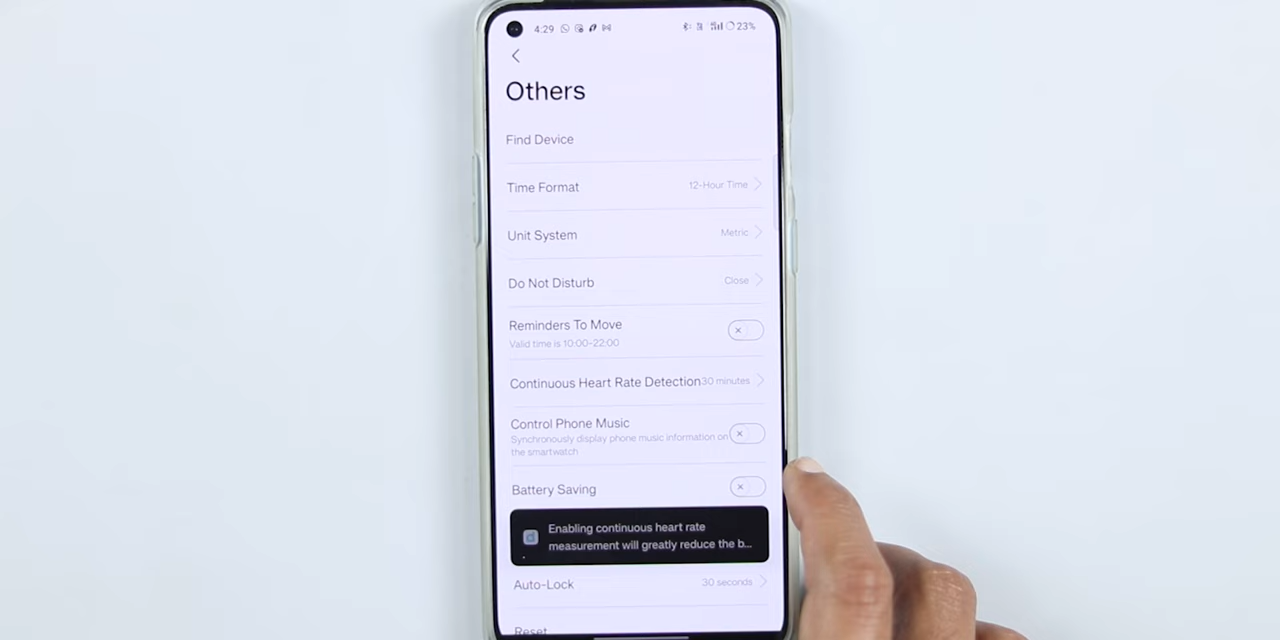 4:29
23%
Others
Find Device
Time Format
12-Hour Time
Unit System
Metric
Do Not Disturb
Close
Reminders To Move
Valid time is 10:00-22:00
Continuous Heart Rate Detection
30 minutes
Control Phone Music
Synchronously display phone music information on
the smartwatch
Battery Saving
Enabling continuous heart rate
measurement will greatly reduce the b...
Auto-Lock
30 seconds
Reset